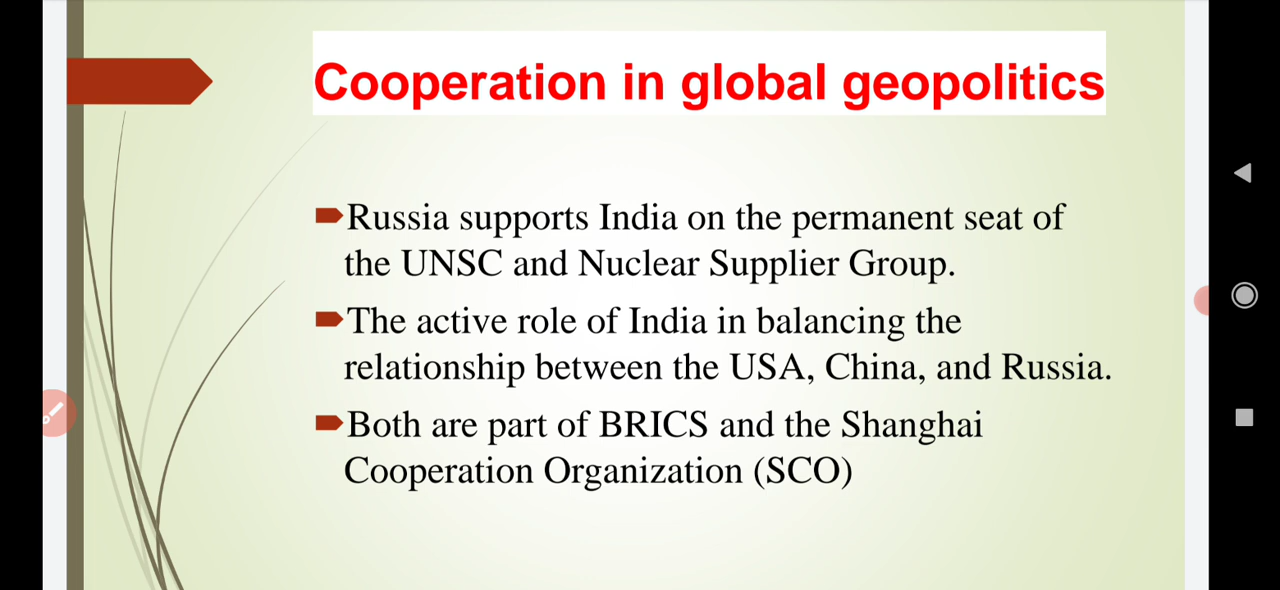 Cooperation in global geopolitics
Russia supports India on the permanent seat of
the UNSC and Nuclear Supplier Group.
The active role of India in balancing the
relationship between the USA, China, and Russia.
Both are part of BRICS and the Shanghai
Cooperation Organization (SCO)